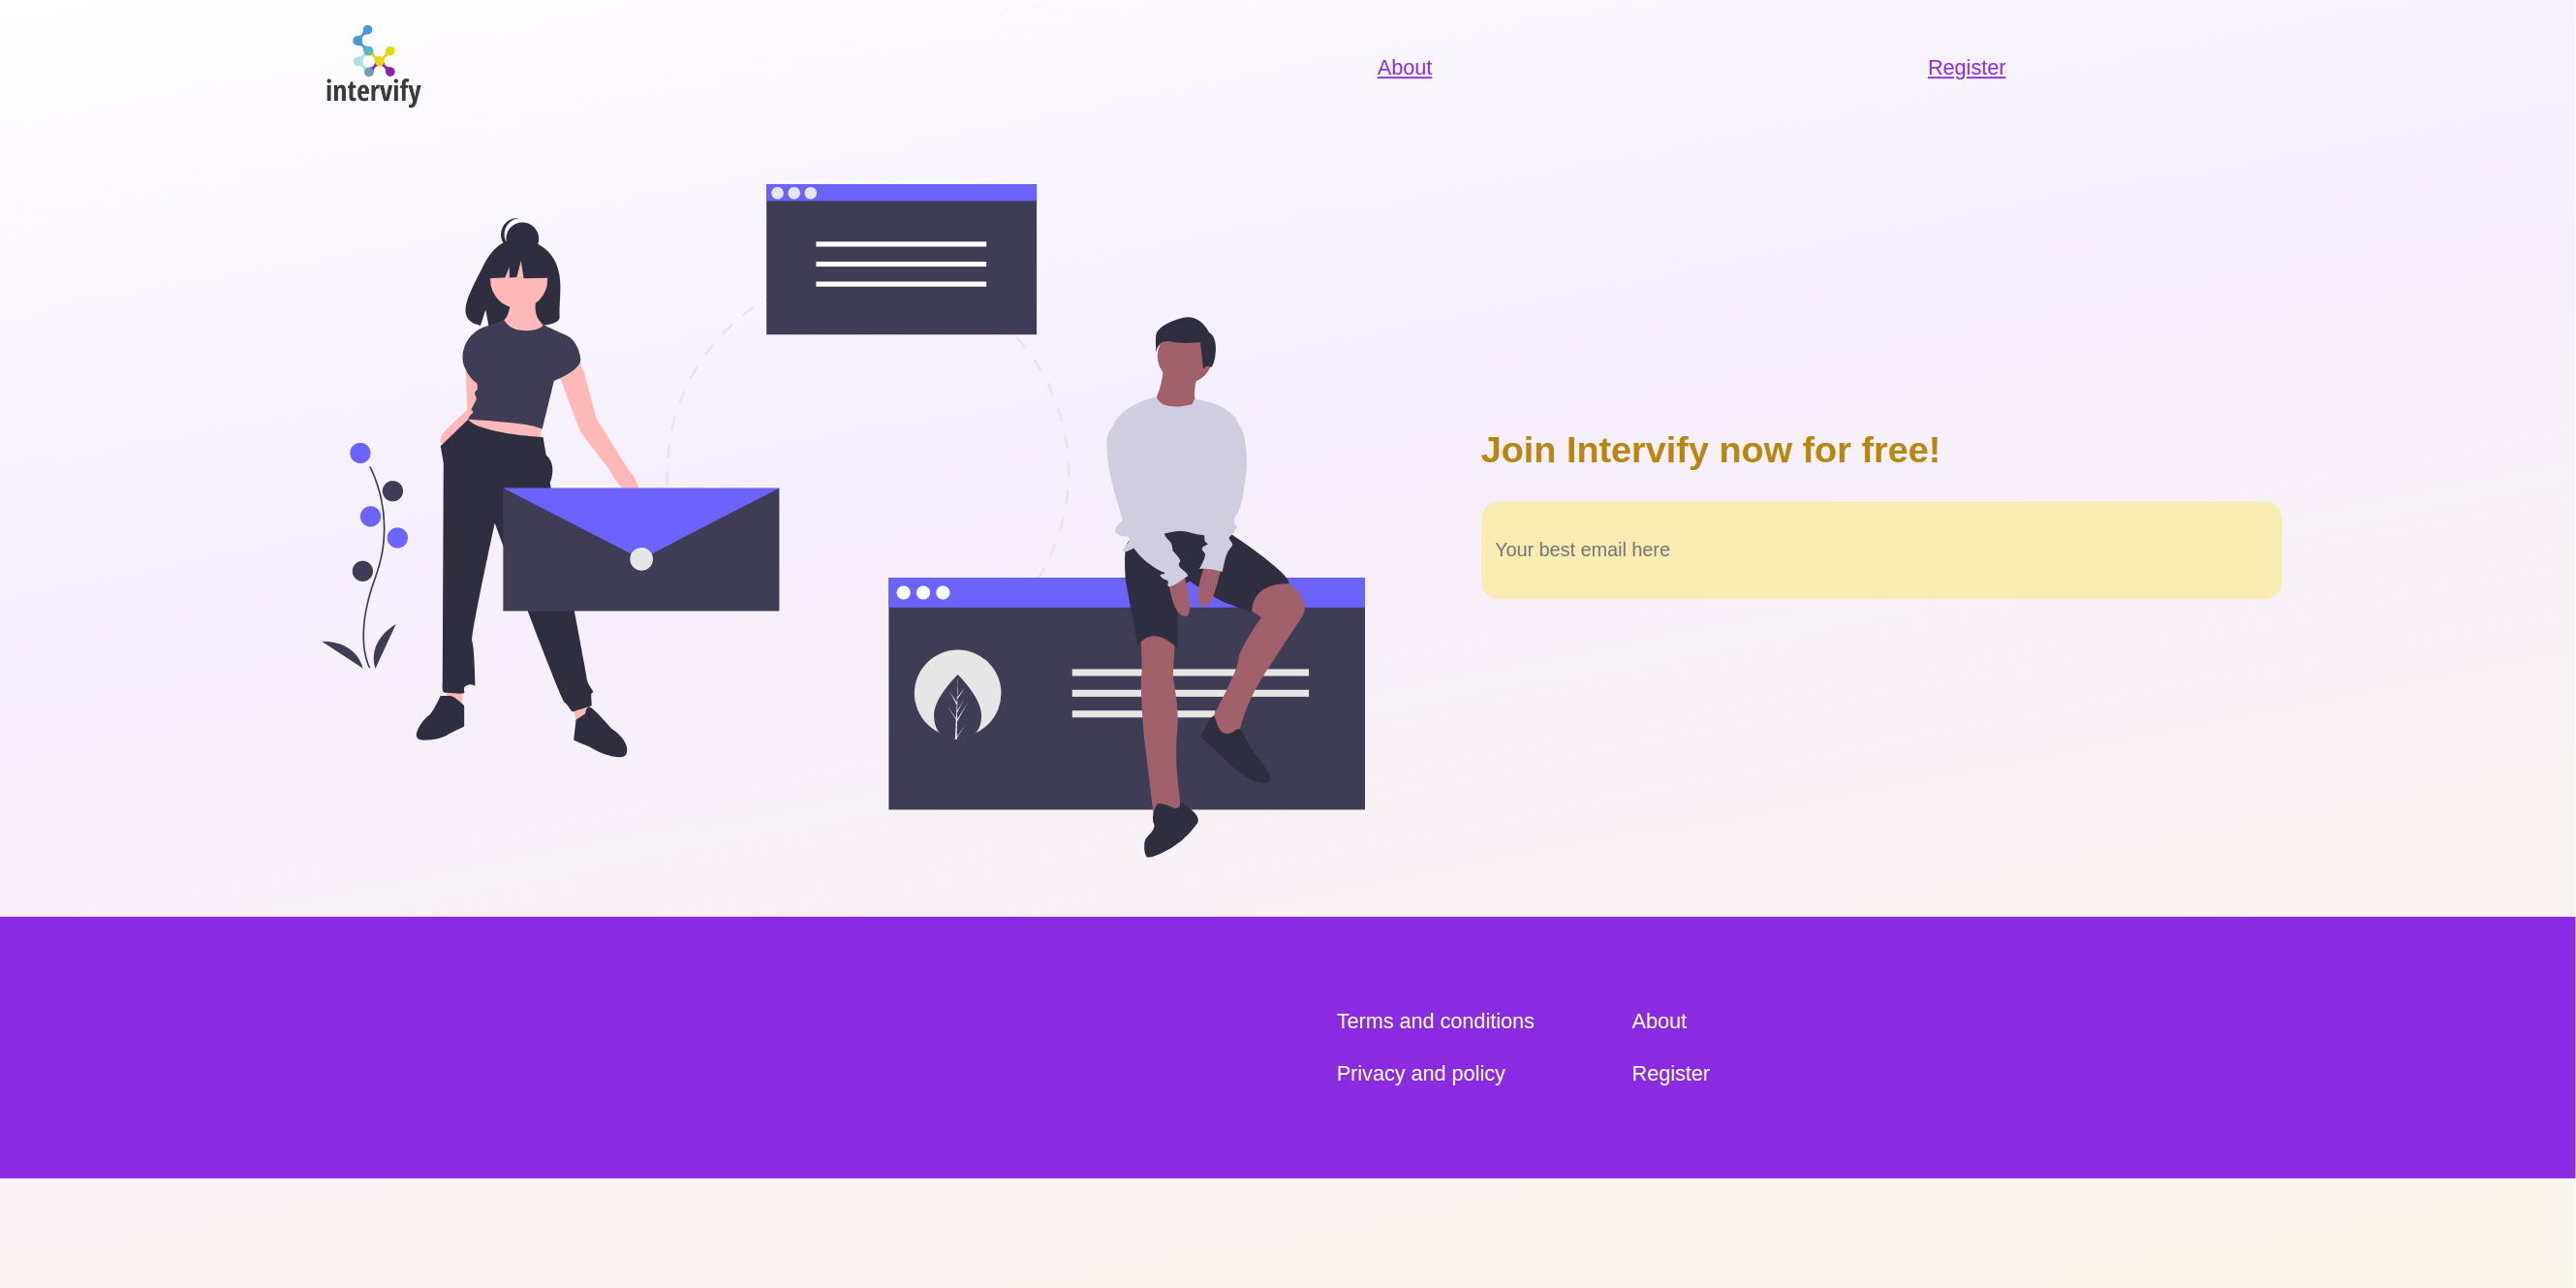 intervify
About
Register
Join Intervify now for free!
Your best email here
Terms and conditions
About
Privacy and policy
Register